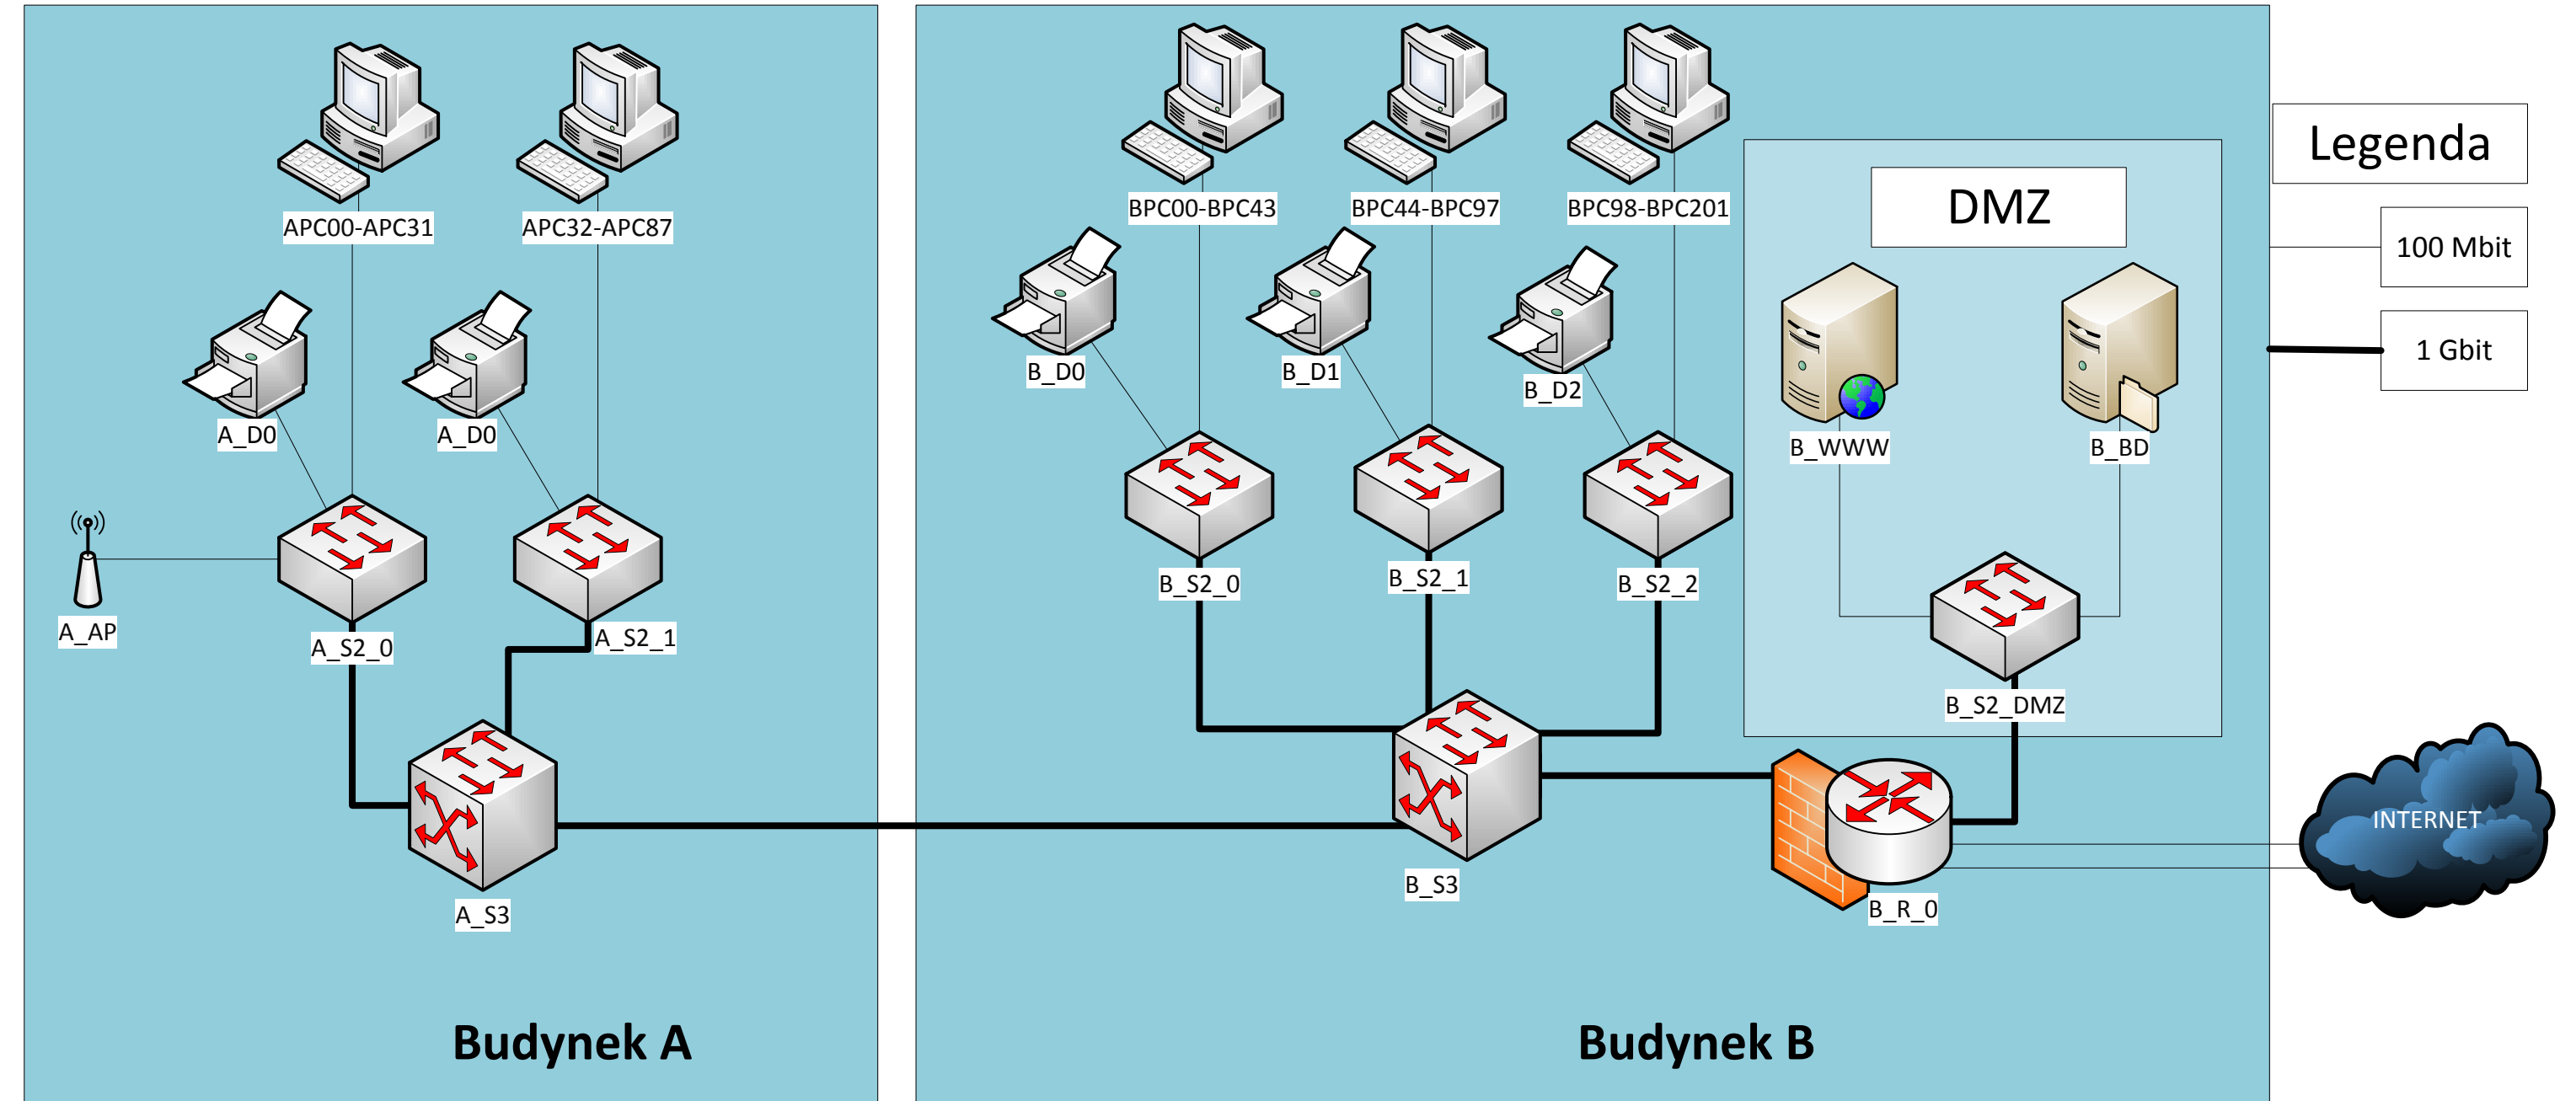 APC00-APC31
APC32-APC87
A_D0
A_D0
A_AP
A_S2_0
A_S2_1
A_S3
Budynek A
BPC00-BPC43
BPC44-BPC97
BPC98-BPC201
B_D0
B_D1
B_D2
B_S2_0
B_S2_1
B_S2_2
B_S3
DMZ
B_WWW
B_BD
B_S2_DMZ
B_R_0
Budynek B
Legenda
100 Mbit
1 Gbit
INTERNET